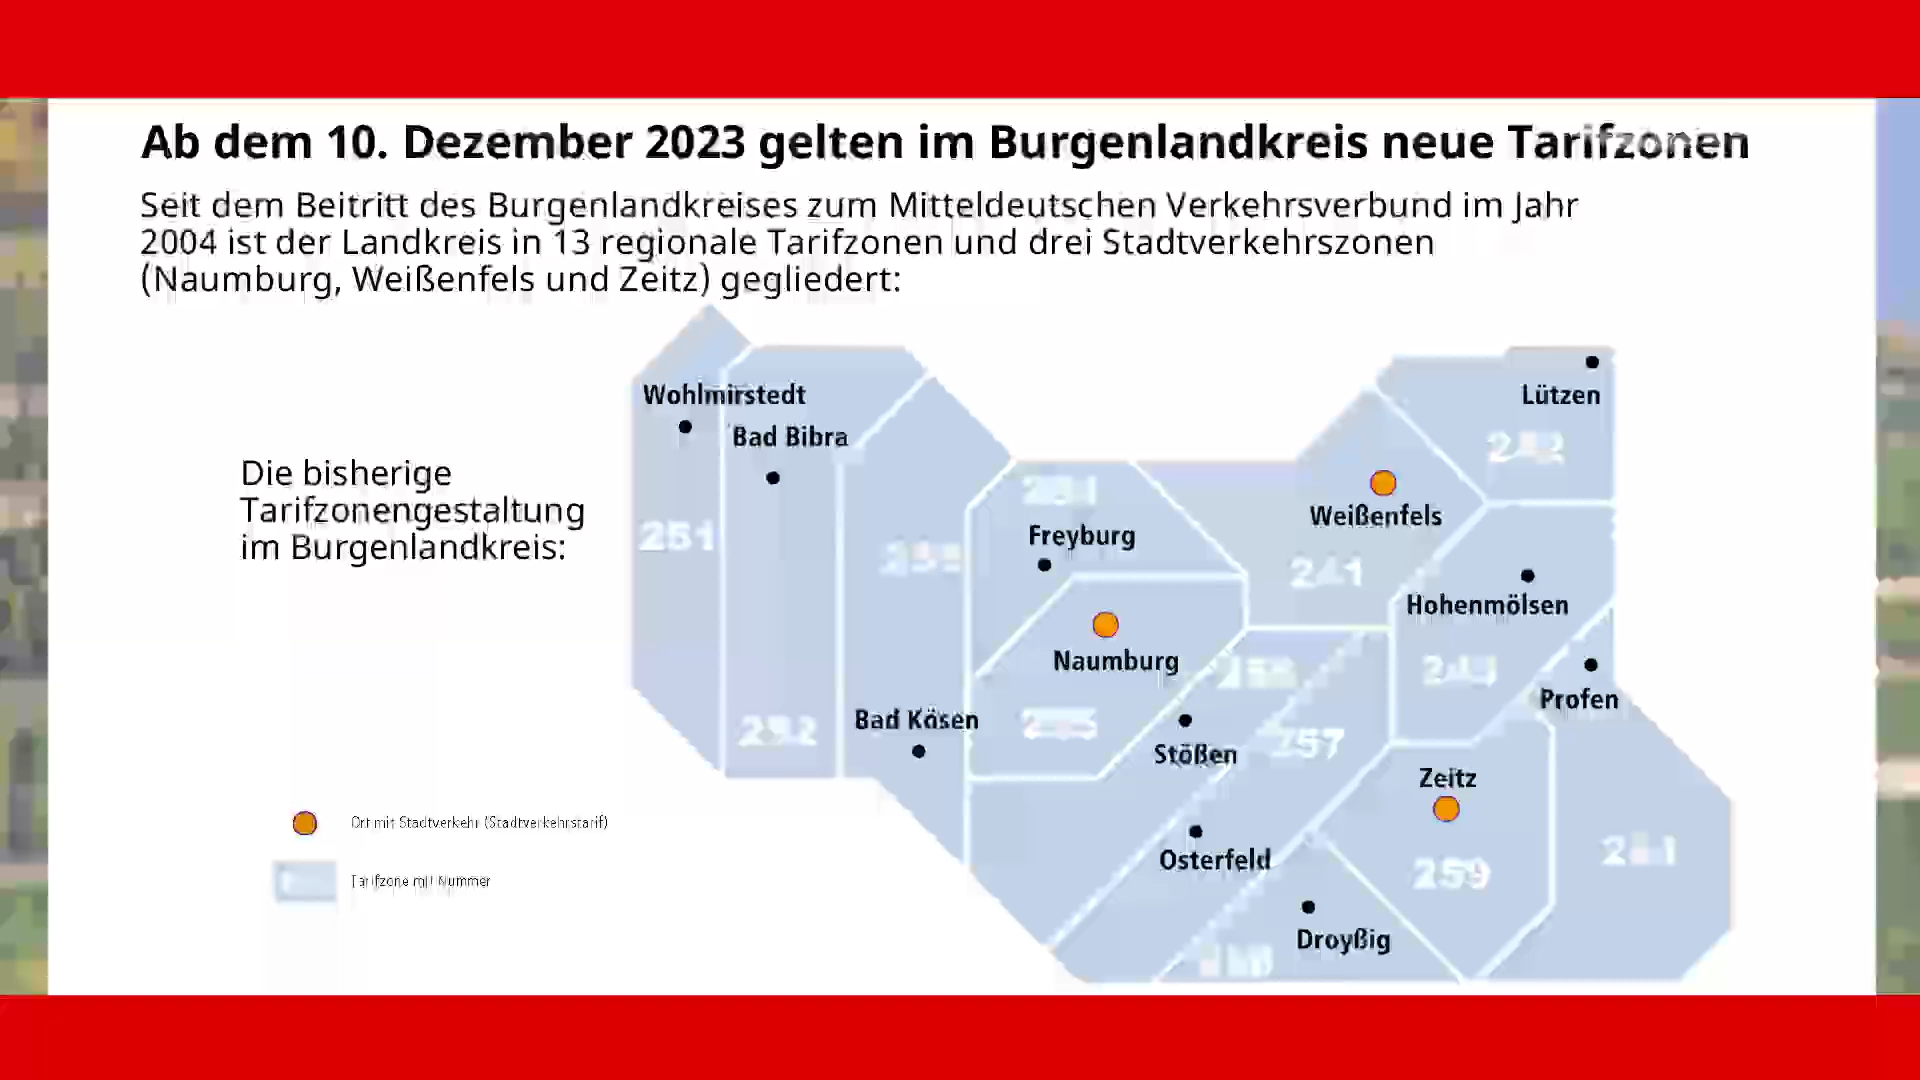 Ab dem 10. Dezember 2023 gelten im Burgenlandkreis neue Tarifzonen
Seit dem Beitritt des Burgenlandkreises zum Mitteldeutschen Verkehrsverbund im Jahr
2004 ist der Landkreis in 13 regionale Tarifzonen und drei Stadtverkehrszonen
(Naumburg, Weißenfels und Zeitz) gegliedert:
Die bisherige
Tarifzonengestaltung
im Burgenlandkreis:
Wohlmirstedt
Bad Bibra
Lützen
242
Weißenfels
251
Freyburg
241
Hohenmölsen
Naumburg
Profen
Bad Kösen
252
Stößen
257
Zeitz
Osterfeld
259
Droyßig
Ort mit Stadtverkehr (Stadtverkehrstarif)
Tarifzone mit Nummer